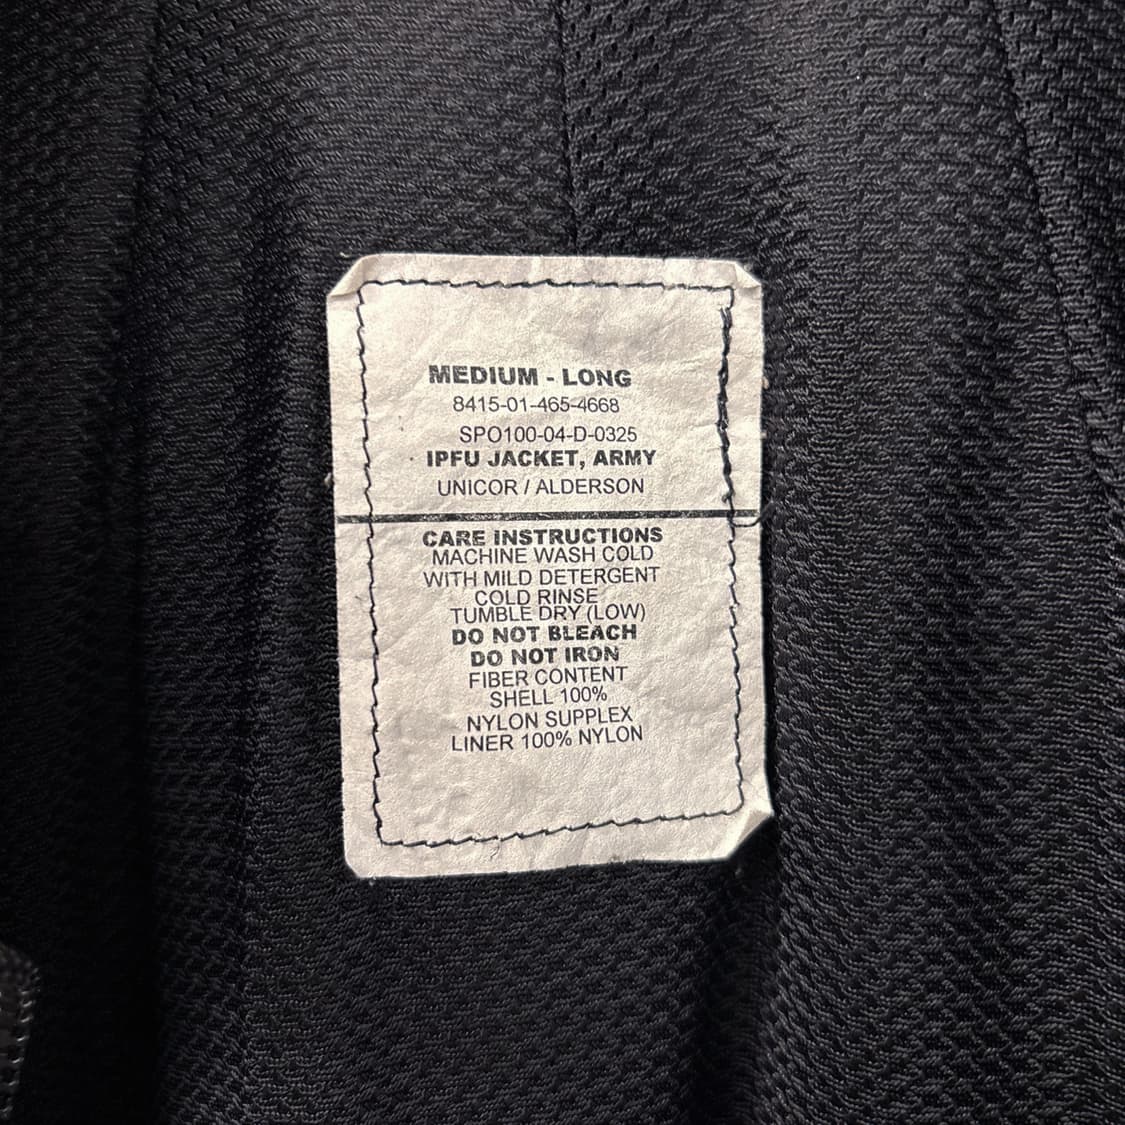 MEDIUM - LONG
8415-01-465-4668
SPO100-04-D-0325
IPFU JACKET, ARMY
UNICOR / ALDERSON
CARE INSTRUCTIONS
MACHINE WASH COLD
WITH MILD DETERGENT
COLD RINSE
TUMBLE DRY (LOW)
DO NOT BLEACH
DO NOT IRON
FIBER CONTENT
SHELL 100%
NYLON SUPPLEX
LINER 100% NYLON